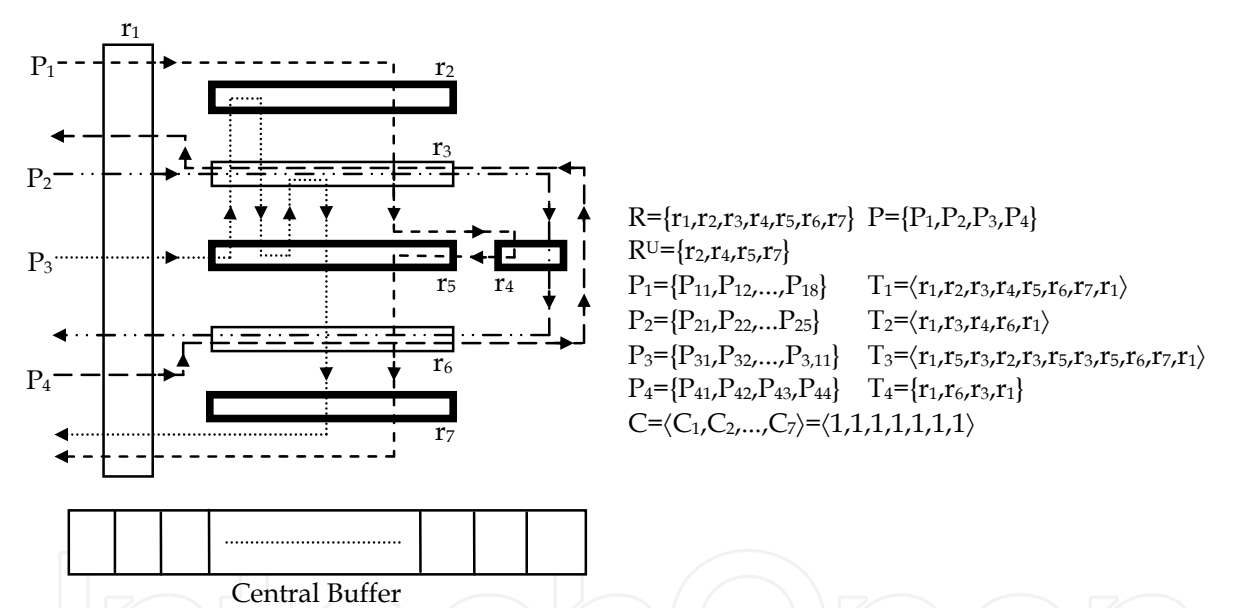 r1
P1
r2
r3
P2
P3
r5
r4
r6
P4
r7
Central Buffer
R={r1,r2,r3,r4,r5,r6,r7} P={P1,P2,P3,P4}
RU={r2,r4,r5,r7}
P1={P11,P12,...,P18} T1=⟨r1,r2,r3,r4,r5,r6,r7,r1⟩
P2={P21,P22,...P25} T2=⟨r1,r3,r4,r6,r1⟩
P3={P31,P32,...,P3,11} T3=⟨r1,r5,r3,r2,r3,r5,r3,r5,r6,r7,r1⟩
P4={P41,P42,P43,P44} T4={r1,r6,r3,r1}
C=⟨C1,C2,...,C7⟩=⟨1,1,1,1,1,1,1⟩